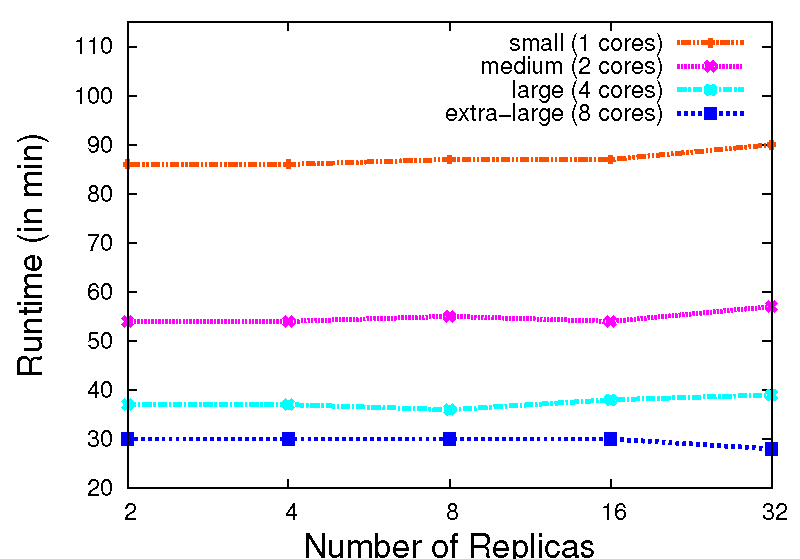 small (1 cores)
medium (2 cores)
large (4 cores)
extra-large (8 cores)
110
100
90
80
70
60
50
40
30
20
Runtime (in min)
2 4 8 16 32
Number of Replicas